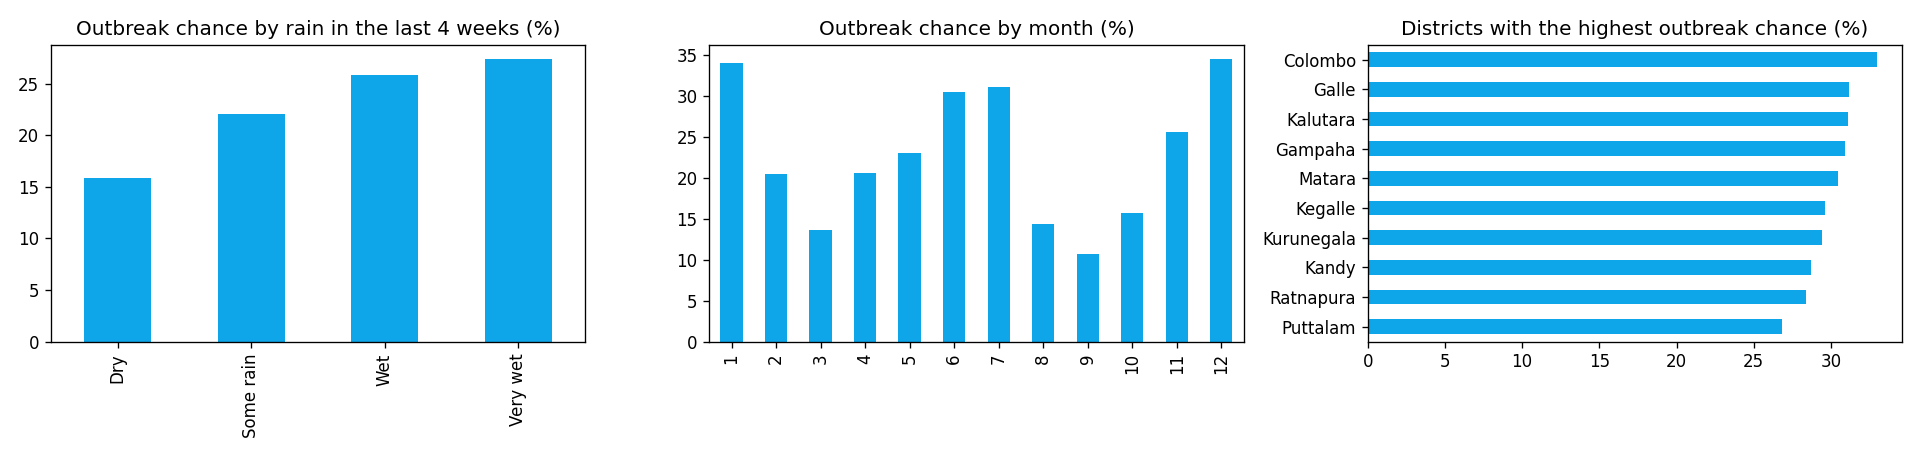 Outbreak chance by rain in the last 4 weeks (%)
25
20
15
10
5
0
Dry
Some rain
Wet
Very wet
Outbreak chance by month (%)
35
30
25
20
15
10
5
0
1
2
3
4
5
6
7
8
9
10
11
12
Districts with the highest outbreak chance (%)
Colombo
Galle
Kalutara
Gampaha
Matara
Kegalle
Kurunegala
Kandy
Ratnapura
Puttalam
0
5
10
15
20
25
30